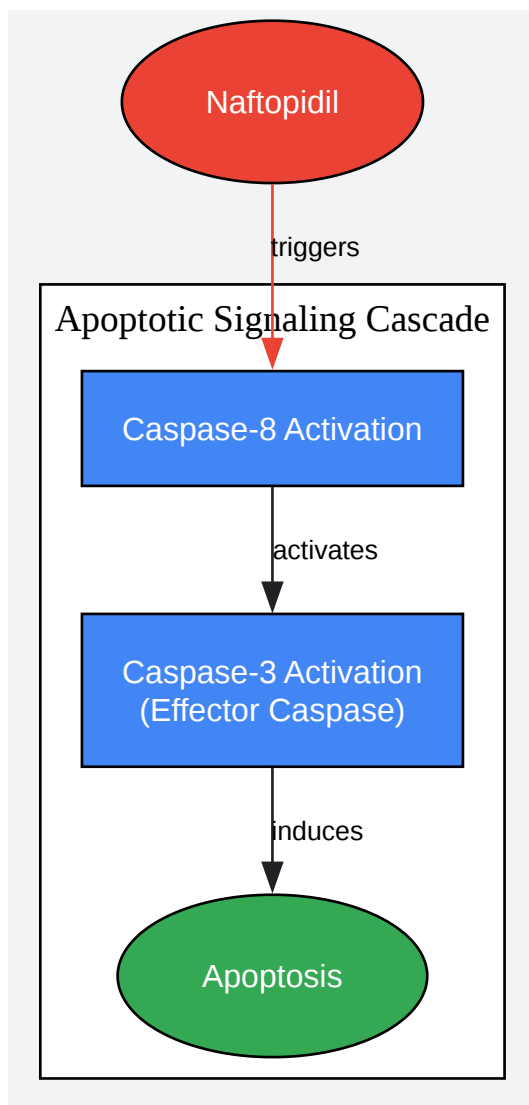 Naftopidil
triggers
Apoptotic Signaling Cascade
Caspase-8 Activation
activates
Caspase-3 Activation
(Effector Caspase)
induces
Apoptosis